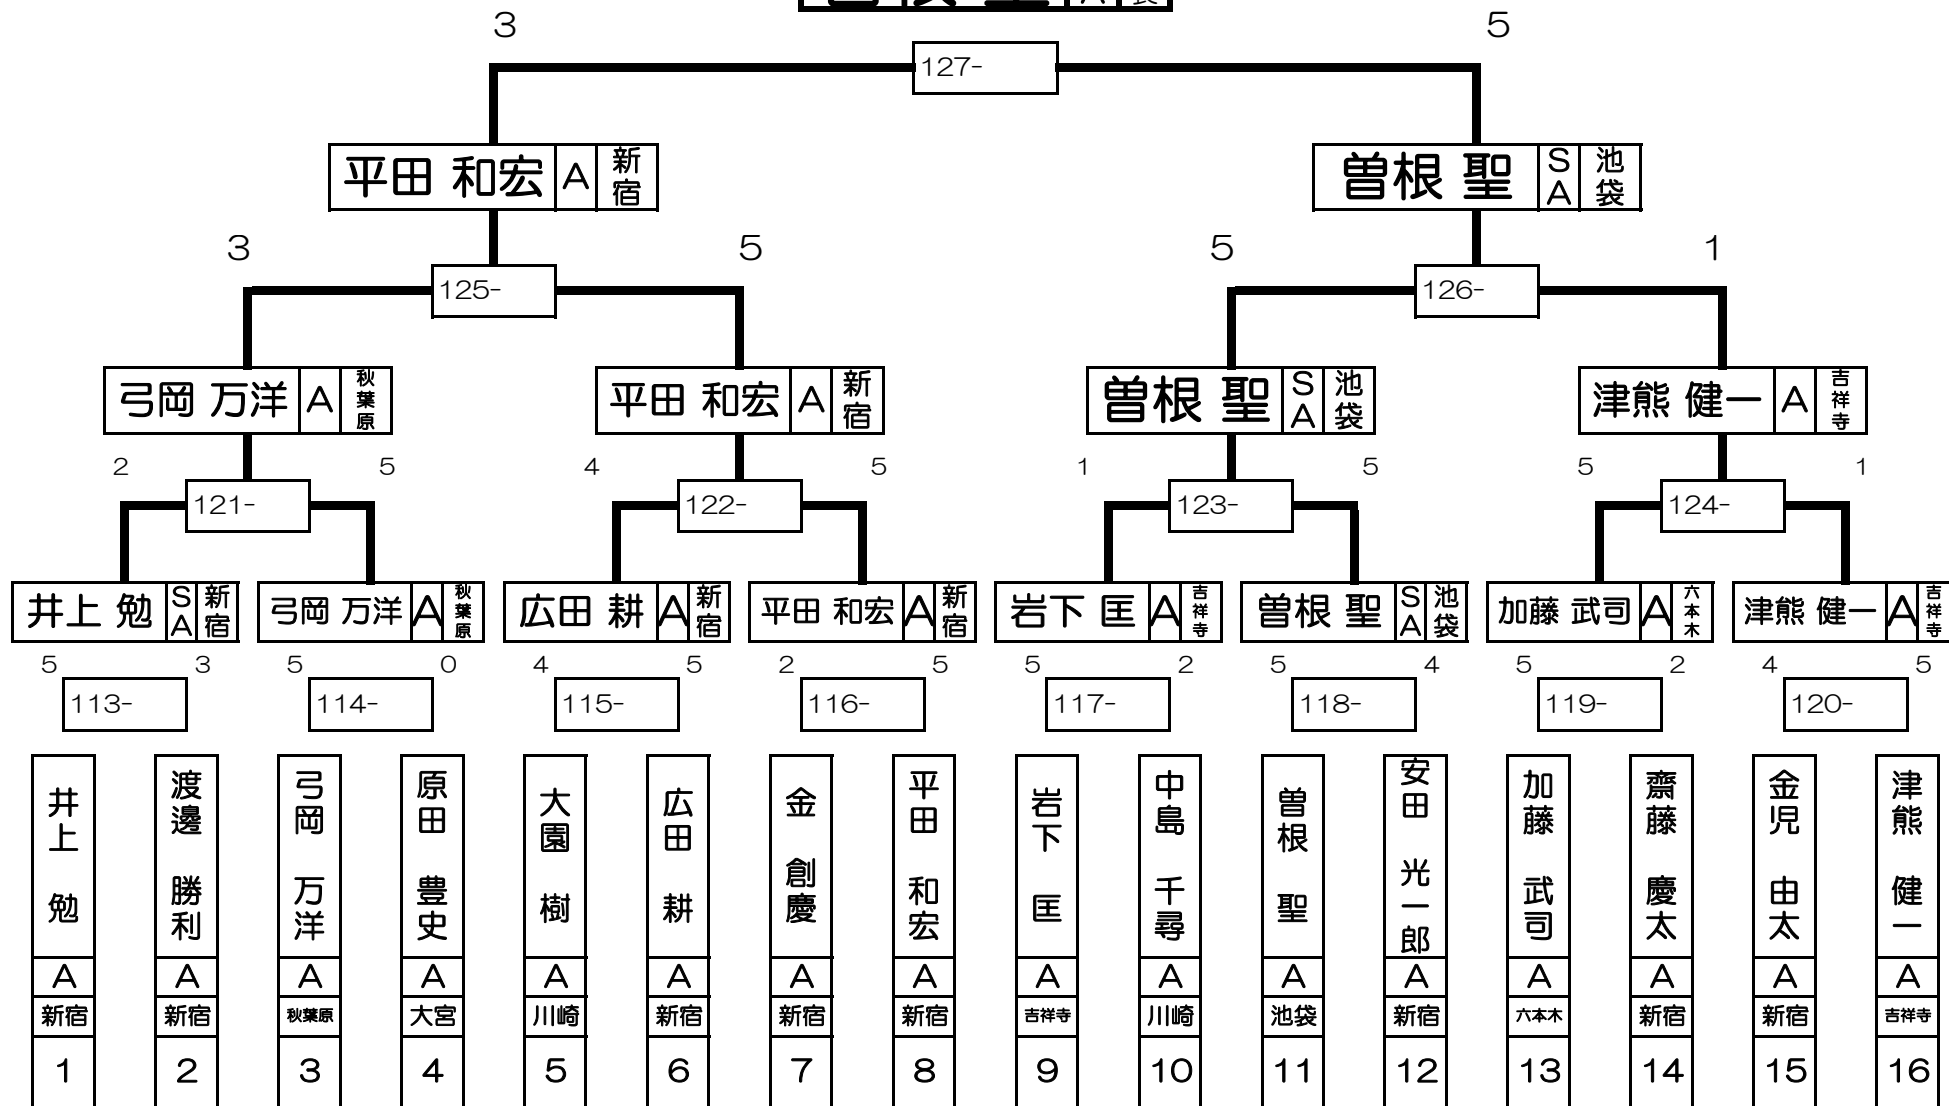 曽根 聖 A 袋
3 5
127-
平田 和宏 A 新宿
曽根 聖 SA 池袋
3 5 5 1
125- 126-
弓岡 万洋 A 秋葉原
平田 和宏 A 新宿
曽根 聖 SA 池袋
津熊 健一 A 吉祥寺
2 5 4 5 1 5 5 1
121- 122- 123- 124-
井上 勉 SA 新宿
弓岡 万洋 A 秋葉原
広田 耕 A 新宿
平田 和宏 A 新宿
岩下 匡 A 吉祥寺
曽根 聖 SA 池袋
加藤 武司 A 六本木
津熊 健一 A 吉祥寺
5 3 5 0 4 5 2 5 5 2 5 4 5 2 4 5
113- 114- 115- 116- 117- 118- 119- 120-
井上 勉 A 新宿 1
渡邊 勝利 A 新宿 2
弓岡 万洋 A 秋葉原 3
原田 豊史 A 大宮 4
大園 樹 A 川崎 5
広田 耕 A 新宿 6
金 創慶 A 新宿 7
平田 和宏 A 新宿 8
岩下 匡 A 吉祥寺 9
中島 千尋 A 川崎 10
曽根 聖 A 池袋 11
安田 光一郎 A 新宿 12
加藤 武司 A 六本木 13
齋藤 慶太 A 新宿 14
金児 由太 A 新宿 15
津熊 健一 A 吉祥寺 16